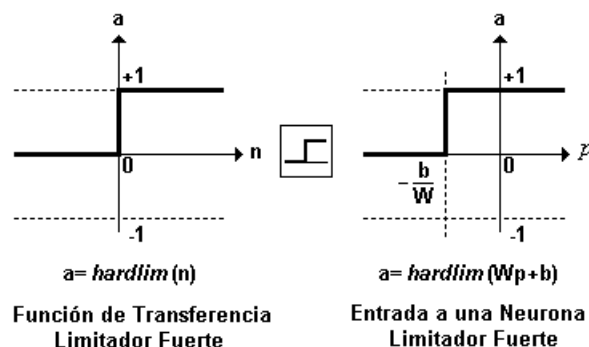 a
+1
n
0
-1
a= hardlim(n)
Función de Transferencia
Limitador Fuerte
a
+1
p
0
-b/W
-1
a= hardlim(Wp+b)
Entrada a una Neurona
Limitador Fuerte